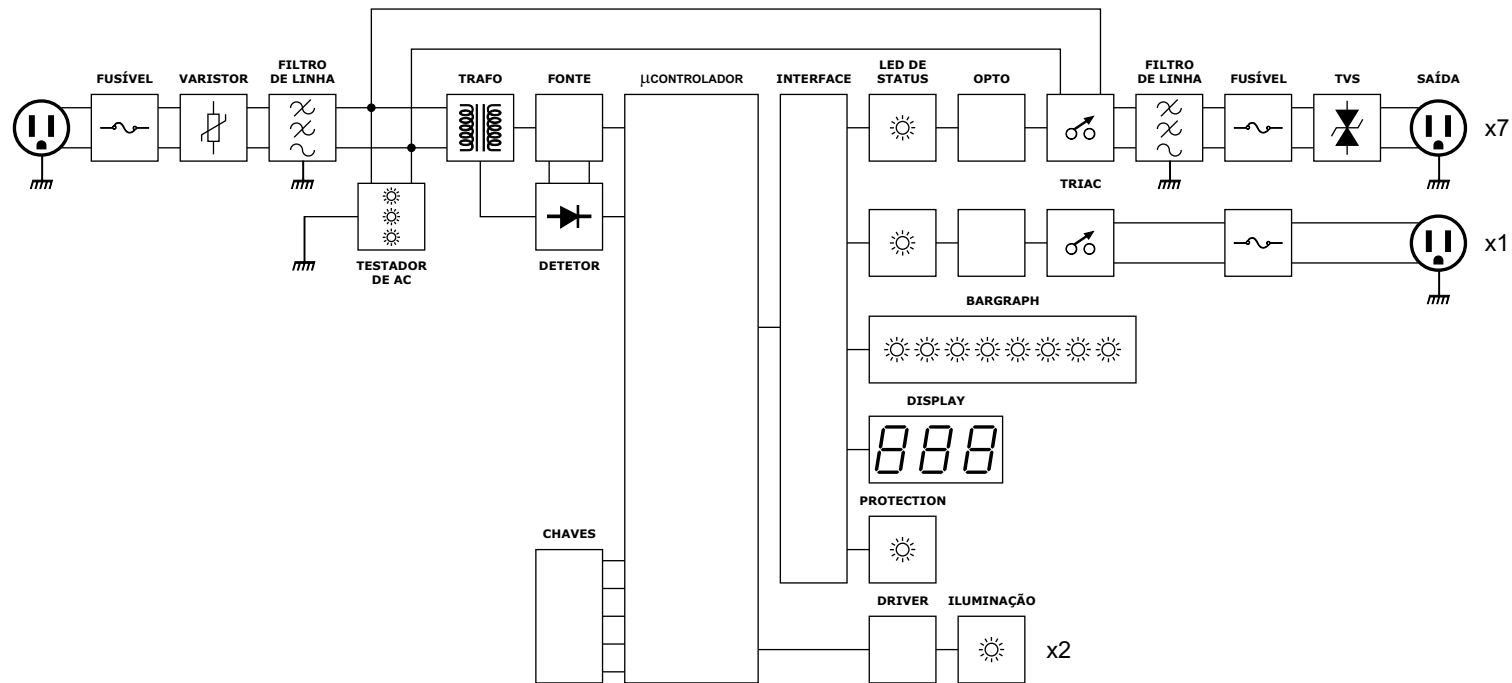 FUSÍVEL
VARISTOR
FILTRO
DE LINHA
TRAFO
FONTE
µCONTROLADOR
INTERFACE
LED DE
STATUS
OPTO
FILTRO
DE LINHA
FUSÍVEL
TVS
SAÍDA
x7
TRIAC
TESTADOR
DE AC
DETETOR
x1
BARGRAPH
DISPLAY
888
PROTECTION
CHAVES
DRIVER
ILUMINAÇÃO
x2